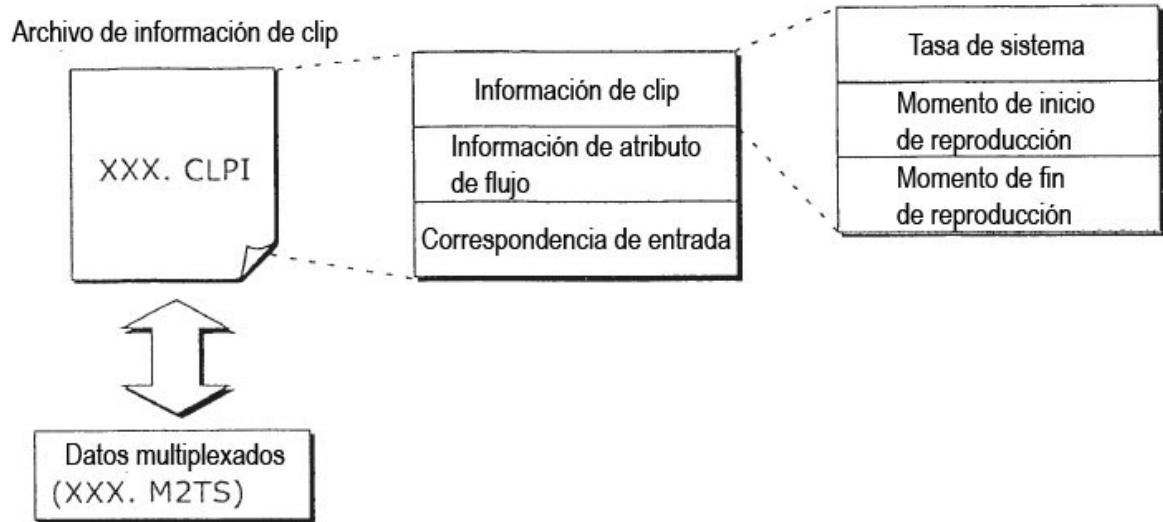 Archivo de información de clip
XXX. CLPI
Información de clip
Información de atributo
de flujo
Correspondencia de entrada
Tasa de sistema
Momento de inicio
de reproducción
Momento de fin
de reproducción
Datos multiplexados
(XXX. M2TS)